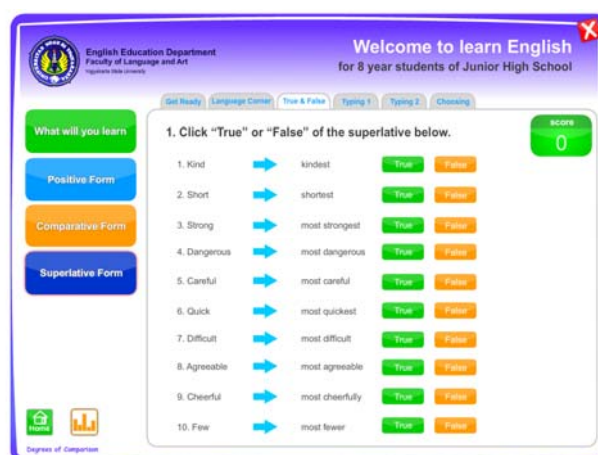 English Education Department
Faculty of Language and Art
Yogyakarta State University
Welcome to learn English
for 8 year students of Junior High School
Get Ready Language Corner True & False Typing 1 Typing 2 Choosing
What will you learn
Positive Form
Comparative Form
Superlative Form
1. Click “True” or “False” of the superlative below.
score
0
1. Kind kindest True False
2. Short shortest True False
3. Strong most strongest True False
4. Dangerous most dangerous True False
5. Careful most careful True False
6. Quick most quickest True False
7. Difficult most difficult True False
8. Agreeable most agreeable True False
9. Cheerful most cheerfully True False
10. Few most fewer True False
Home
Degrees of Comparison